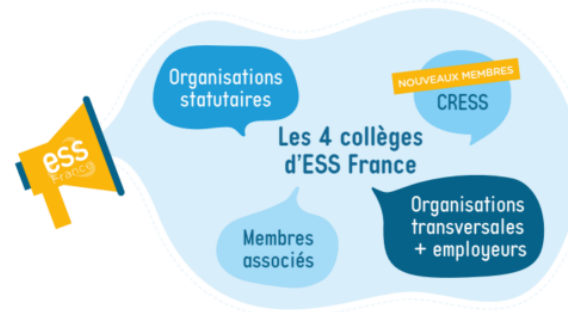 Organisations
statutaires
NOUVEAUX MEMBRES
CRESS
ess
France
Les 4 collèges
d'ESS France
Membres
associés
Organisations
transversales
+ employeurs